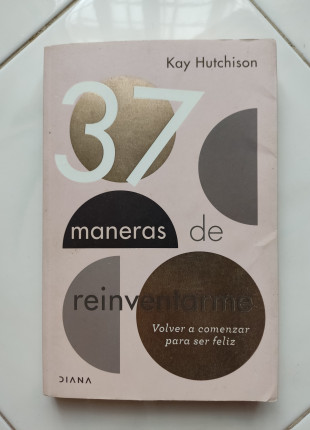 Kay Hutchison
37
maneras de
reinventarme
Volver a comenzar
para ser feliz
DIANA